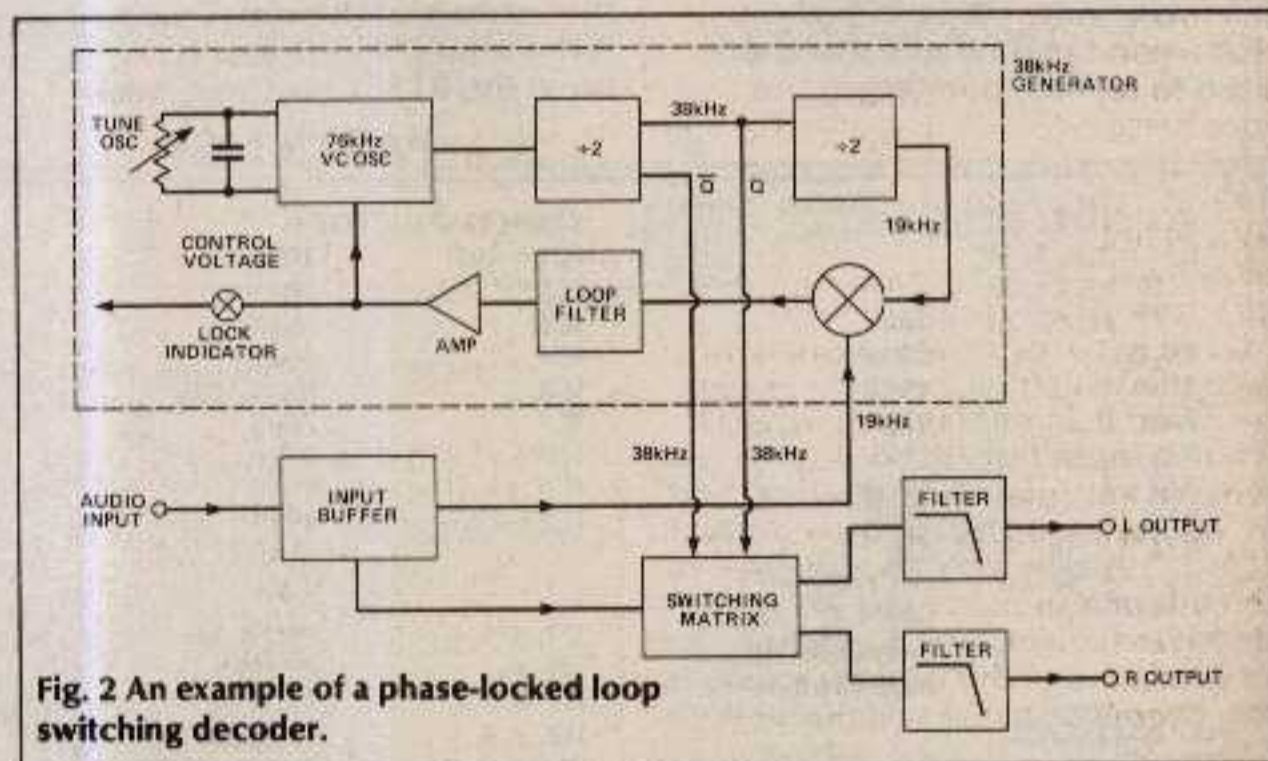 38kHz
GENERATOR
TUNE
OSC
76kHz
VC OSC
÷2
38kHz
Q̅
Q
÷2
19kHz
CONTROL
VOLTAGE
LOCK
INDICATOR
AMP
LOOP
FILTER
19kHz
38kHz
38kHz
AUDIO
INPUT
INPUT
BUFFER
SWITCHING
MATRIX
FILTER
L OUTPUT
FILTER
R OUTPUT
Fig. 2 An example of a phase-locked loop
switching decoder.